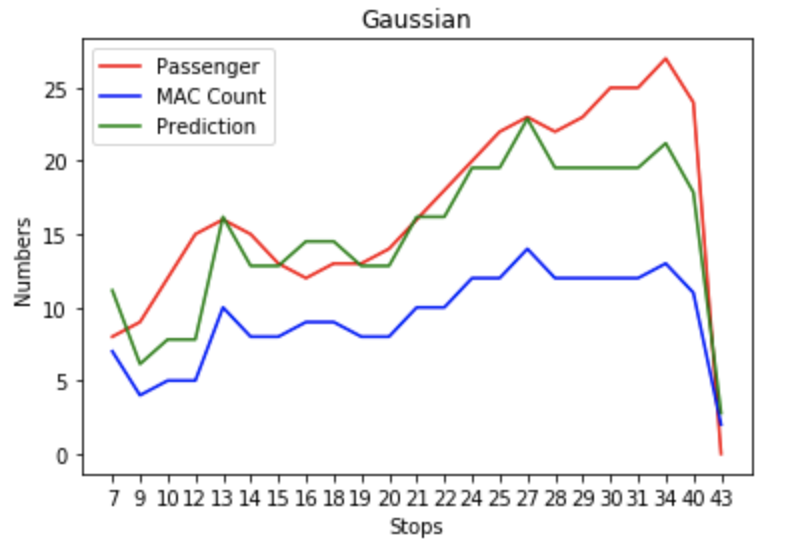 Gaussian
Passenger
MAC Count
Prediction
Numbers
25
20
15
10
5
0
7 9 10 12 13 14 15 16 18 19 20 21 22 24 25 27 28 29 30 31 34 40 43
Stops